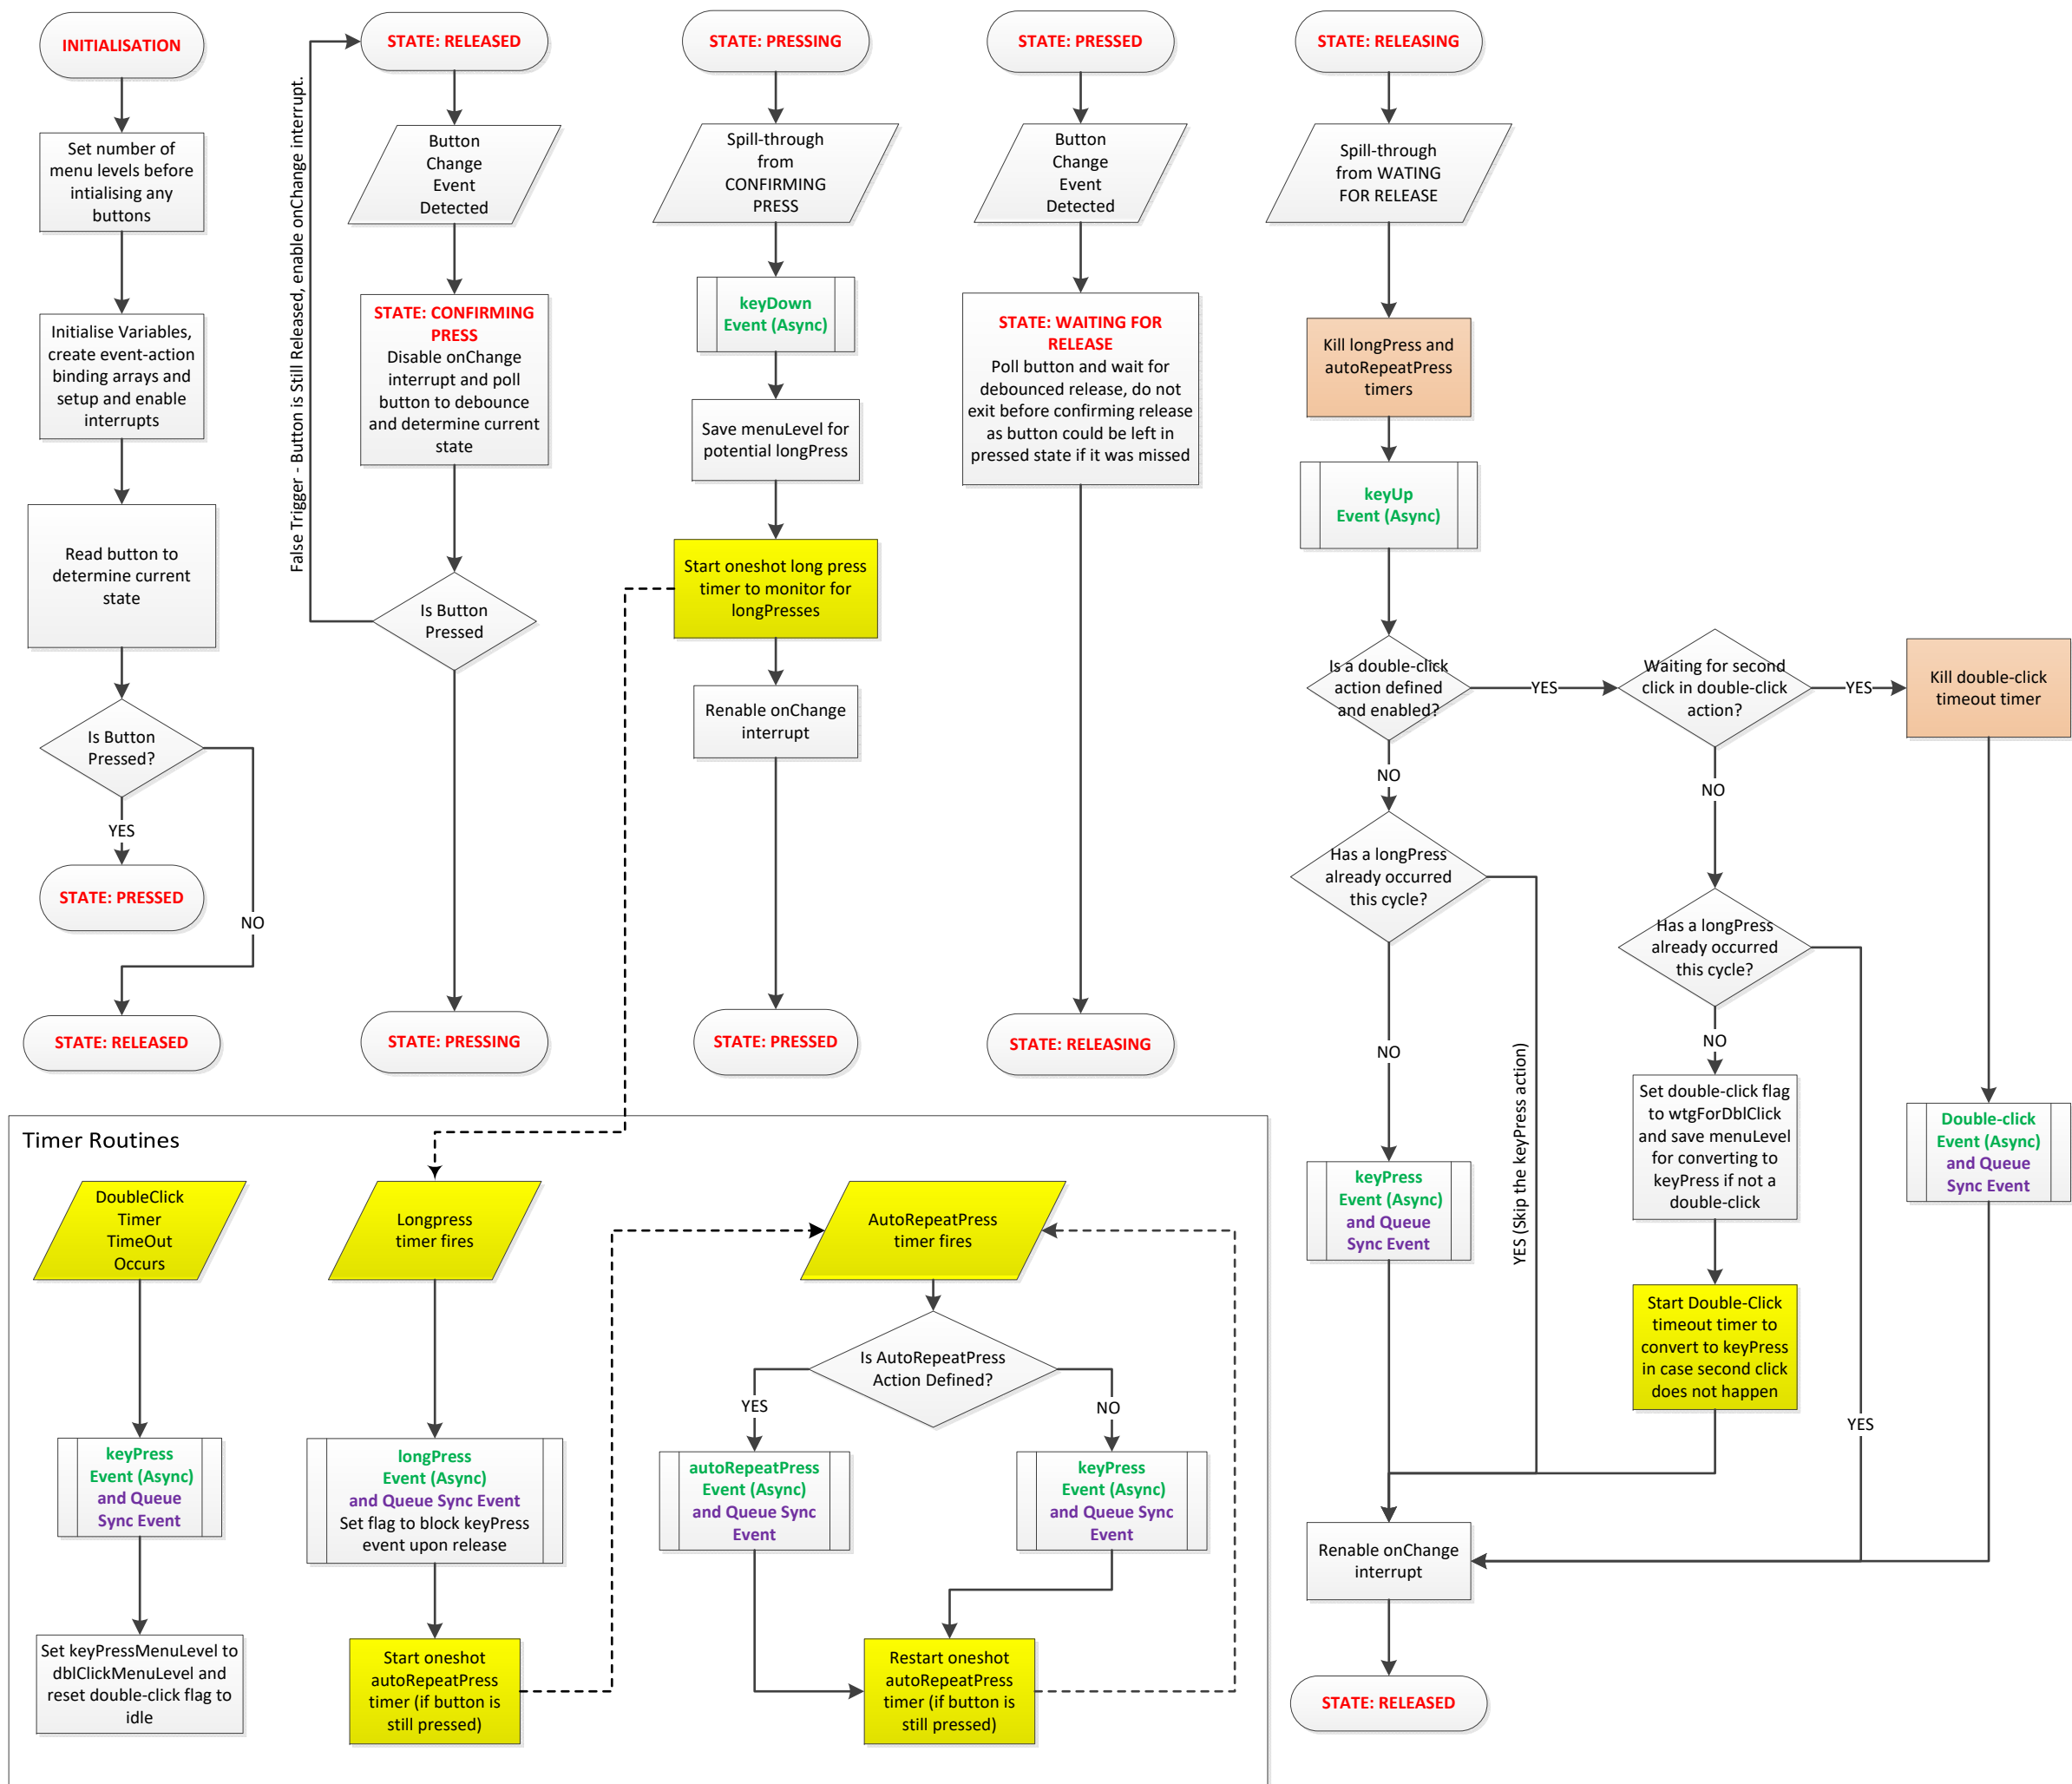 INITIALISATION
Set number of
menu levels before
intialising any
buttons
Initialise Variables,
create event-action
binding arrays and
setup and enable
interrupts
Read button to
determine current
state
Is Button
Pressed?
YES
STATE: PRESSED
NO
STATE: RELEASED
False Trigger - Button is Still Released, enable onChange interrupt.
STATE: RELEASED
Button
Change
Event
Detected
STATE: CONFIRMING
PRESS
Disable onChange
interrupt and poll
button to debounce
and determine current
state
Is Button
Pressed
STATE: PRESSING
STATE: PRESSING
Spill-through
from
CONFIRMING
PRESS
keyDown
Event (Async)
Save menuLevel for
potential longPress
Start oneshot long press
timer to monitor for
longPresses
Renable onChange
interrupt
STATE: PRESSED
STATE: PRESSED
Button
Change
Event
Detected
STATE: WAITING FOR
RELEASE
Poll button and wait for
debounced release, do not
exit before confirming release
as button could be left in
pressed state if it was missed
STATE: RELEASING
STATE: RELEASING
Spill-through
from WATING
FOR RELEASE
Kill longPress and
autoRepeatPress
timers
keyUp
Event (Async)
Is a double-click
action defined
and enabled?
YES
Waiting for second
click in double-click
action?
YES
Kill double-click
timeout timer
NO
Has a longPress
already occurred
this cycle?
NO
YES (Skip the keyPress action)
keyPress
Event (Async)
and Queue
Sync Event
NO
Has a longPress
already occurred
this cycle?
NO
Set double-click flag
to wtgForDblClick
and save menuLevel
for converting to
keyPress if not a
double-click
Start Double-Click
timeout timer to
convert to keyPress
in case second click
does not happen
YES
Double-click
Event (Async)
and Queue
Sync Event
Renable onChange
interrupt
STATE: RELEASED
Timer Routines
DoubleClick
Timer
TimeOut
Occurs
keyPress
Event (Async)
and Queue
Sync Event
Set keyPressMenuLevel to
dblClickMenuLevel and
reset double-click flag to
idle
Longpress
timer fires
longPress
Event (Async)
and Queue Sync Event
Set flag to block keyPress
event upon release
Start oneshot
autoRepeatPress
timer (if button is
still pressed)
AutoRepeatPress
timer fires
Is AutoRepeatPress
Action Defined?
YES
NO
autoRepeatPress
Event (Async)
and Queue Sync
Event
keyPress
Event (Async)
and Queue Sync
Event
Restart oneshot
autoRepeatPress
timer (if button is
still pressed)